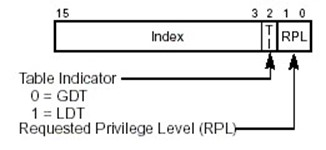 15 3 2 1 0
Index T I RPL
Table Indicator
0 = GDT
1 = LDT
Requested Privilege Level (RPL)